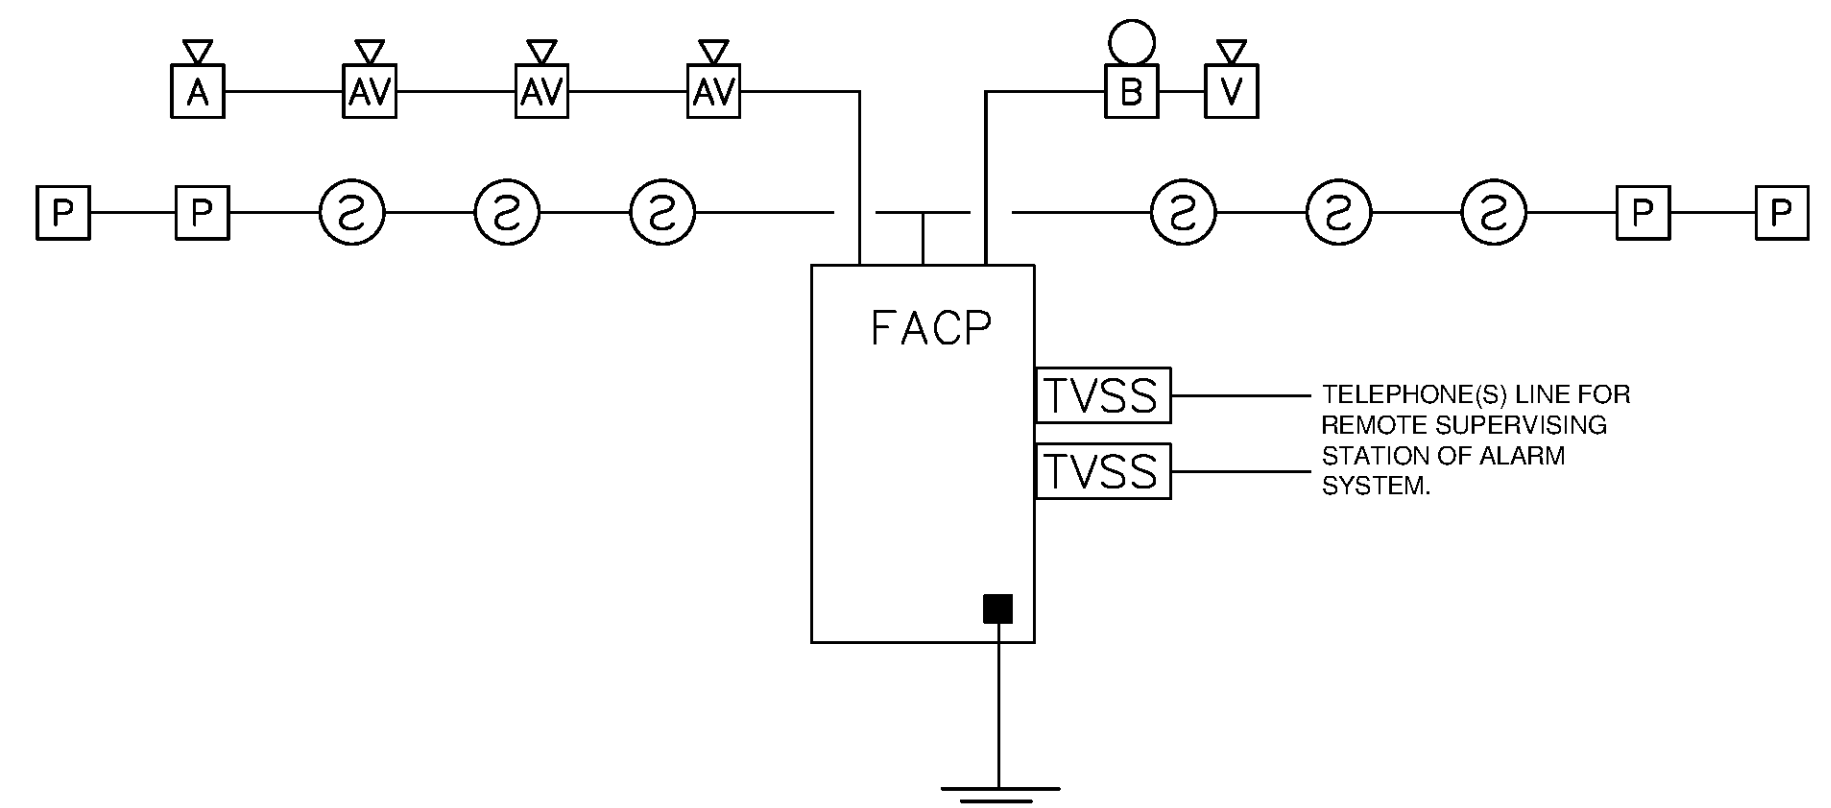 A AV AV AV B V
P P S S S S S S P P
FACP
TVSS
TVSS
TELEPHONE(S) LINE FOR
REMOTE SUPERVISING
STATION OF ALARM
SYSTEM.